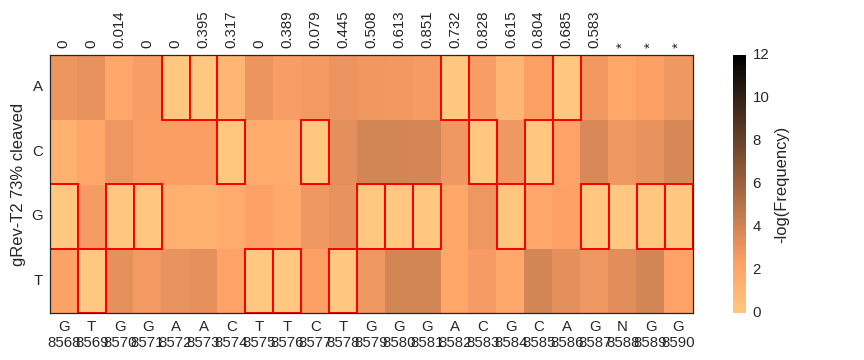 0 0 0.014 0 0 0.395 0.317 0 0.389 0.079 0.445 0.508 0.613 0.851 0.732 0.828 0.615 0.804 0.685 0.583 * * *
gRev-T2 73% cleaved
A
C
G
T
G T G G A A C T T C T G G G A C G C A G N G G
8568 8569 8570 8571 8572 8573 8574 8575 8576 8577 8578 8579 8580 8581 8582 8583 8584 8585 8586 8587 8588 8589 8590
12
10
8
6
4
2
0
-log(Frequency)